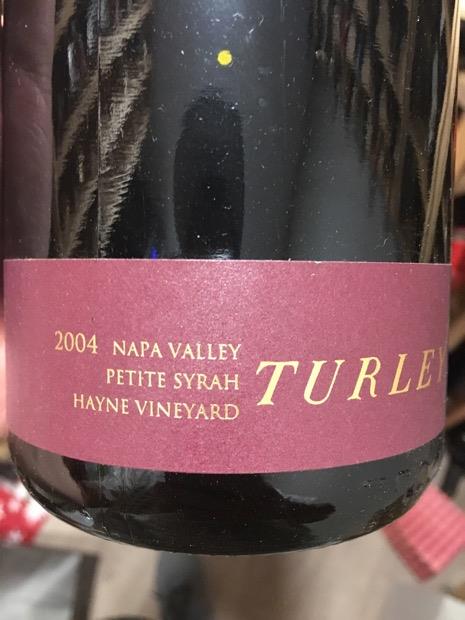 2004 NAPA VALLEY
PETITE SYRAH
HAYNE VINEYARD
TURLEY